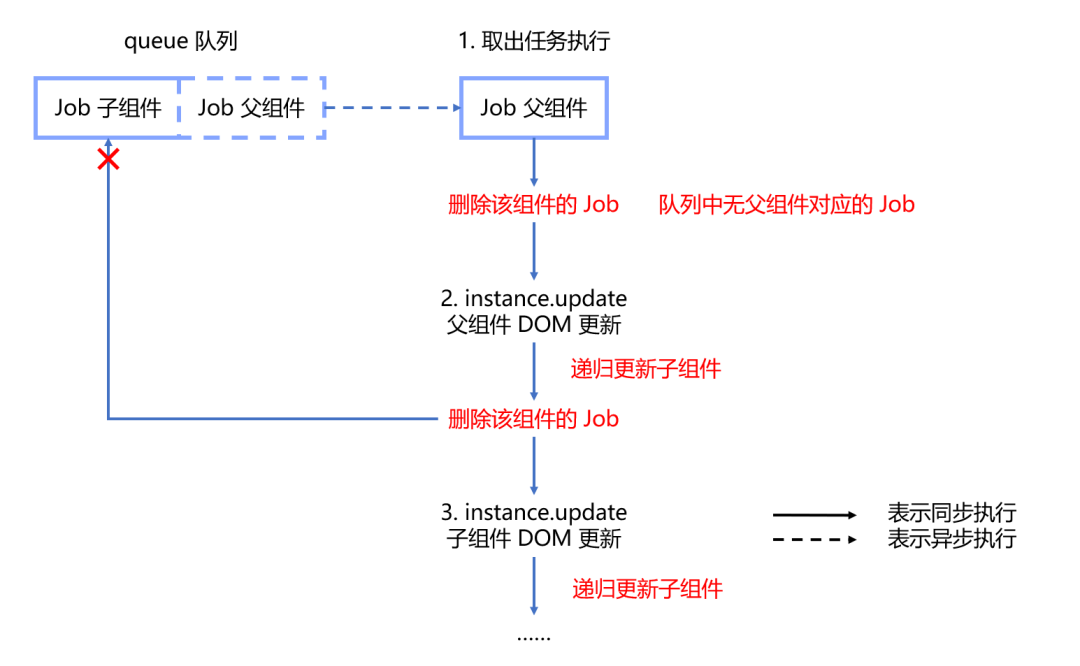 queue 队列
1. 取出任务执行
Job 子组件
Job 父组件
Job 父组件
删除该组件的 Job
队列中无父组件对应的 Job
2. instance.update
父组件 DOM 更新
递归更新子组件
删除该组件的 Job
3. instance.update
子组件 DOM 更新
表示同步执行
表示异步执行
递归更新子组件
......